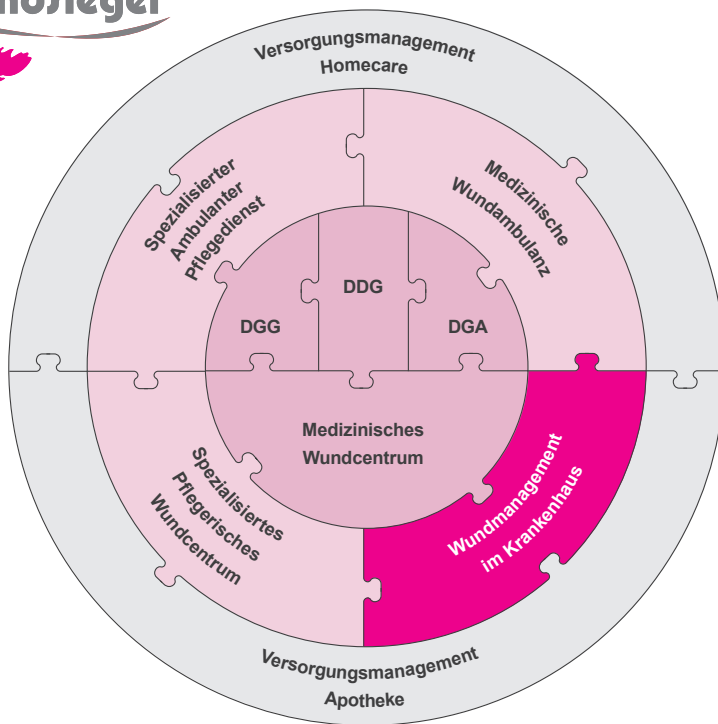 Versorgungsmanagement
Homecare
Spezialisierter
Ambulanter
Pflegedienst
Medizinische
Wundambulanz
DGG
DDG
DGA
Medizinisches
Wundcentrum
Spezialisiertes
Pflegerisches
Wundcentrum
Wundmanagement
im Krankenhaus
Versorgungsmanagement
Apotheke